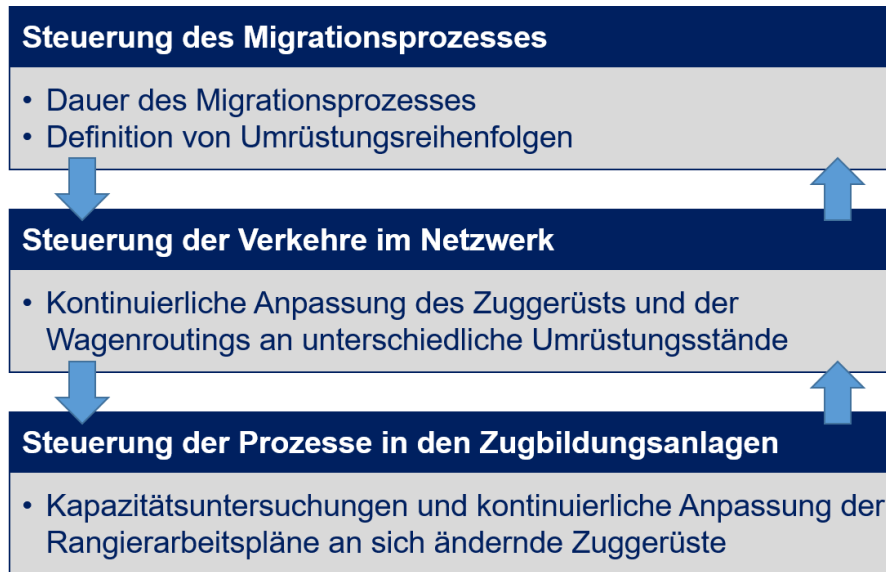 Steuerung des Migrationsprozesses
• Dauer des Migrationsprozesses
• Definition von Umrüstungsreihenfolgen
Steuerung der Verkehre im Netzwerk
• Kontinuierliche Anpassung des Zuggerüsts und der
Wagenroutings an unterschiedliche Umrüstungsstände
Steuerung der Prozesse in den Zugbildungsanlagen
• Kapazitätsuntersuchungen und kontinuierliche Anpassung der
Rangierarbeitspläne an sich ändernde Zuggerüste